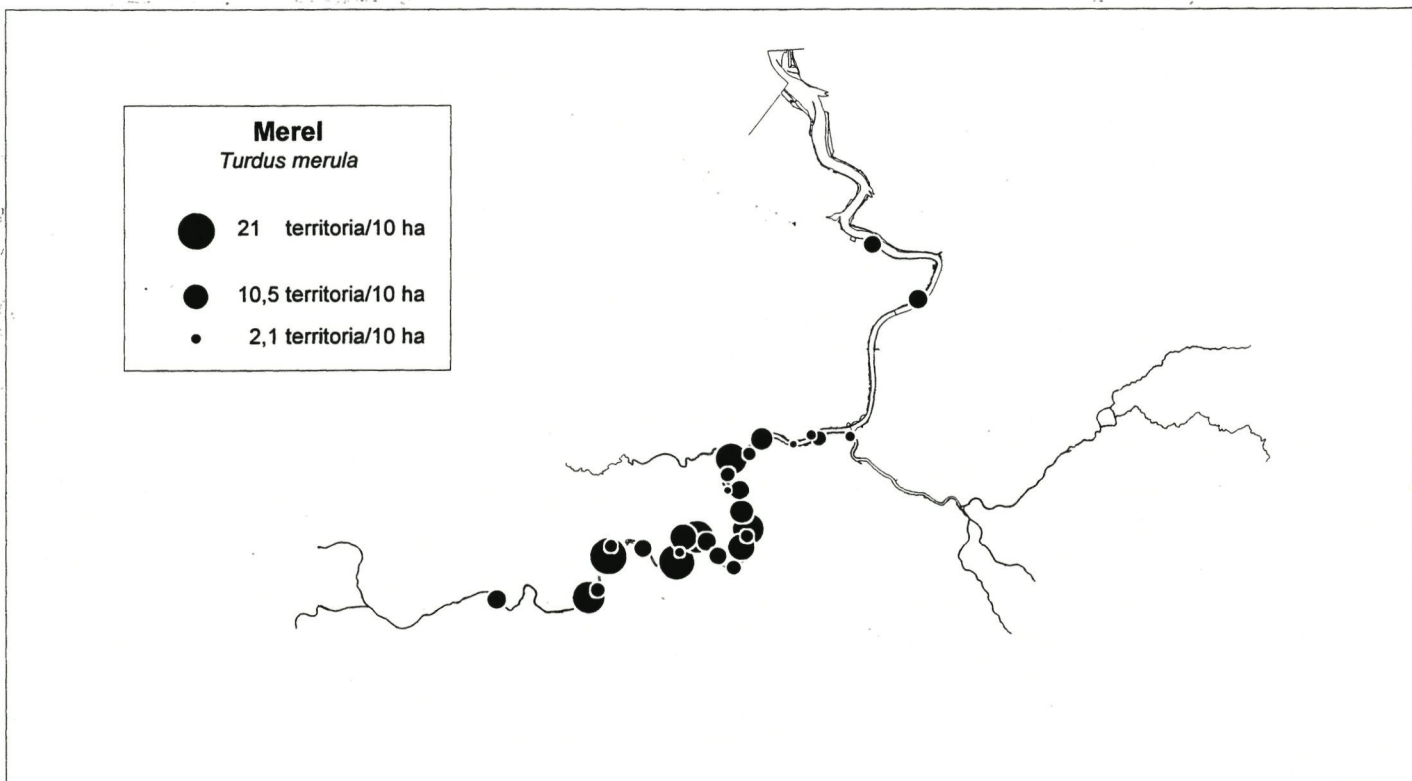 Merel
Turdus merula
21 territoria/10 ha
10,5 territoria/10 ha
2,1 territoria/10 ha